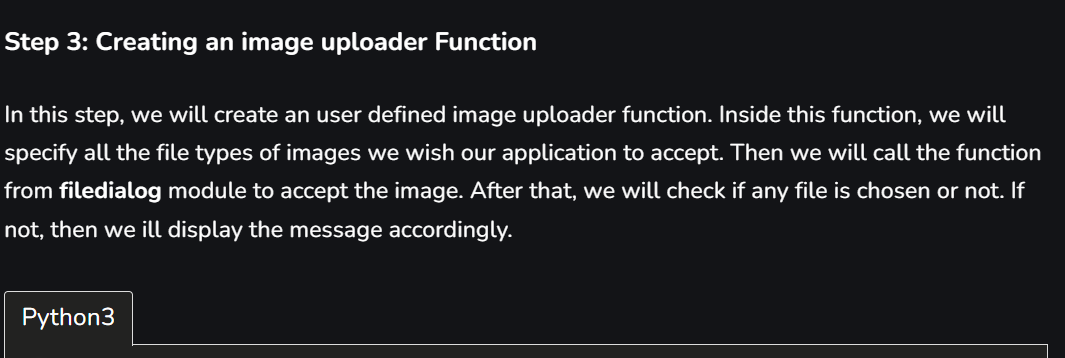 Step 3: Creating an image uploader Function
In this step, we will create an user defined image uploader function. Inside this function, we will
specify all the file types of images we wish our application to accept. Then we will call the function
from filedialog module to accept the image. After that, we will check if any file is chosen or not. If
not, then we ill display the message accordingly.
Python3